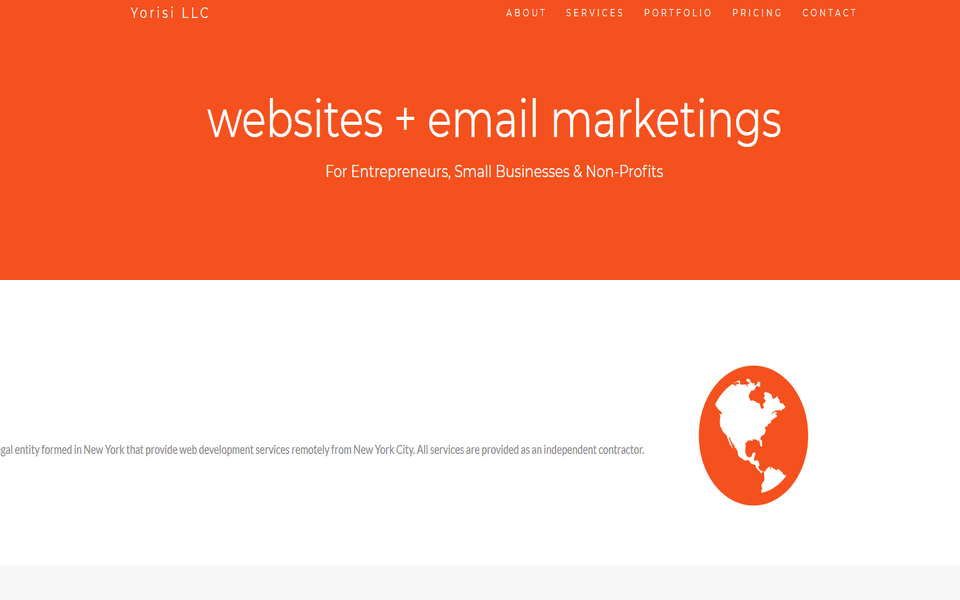 Yorisi LLC
ABOUT SERVICES PORTFOLIO PRICING CONTACT
websites + email marketings
For Entrepreneurs, Small Businesses & Non-Profits
entity formed in New York that provide web development services remotely from New York City. All services are provided as an independent contractor.